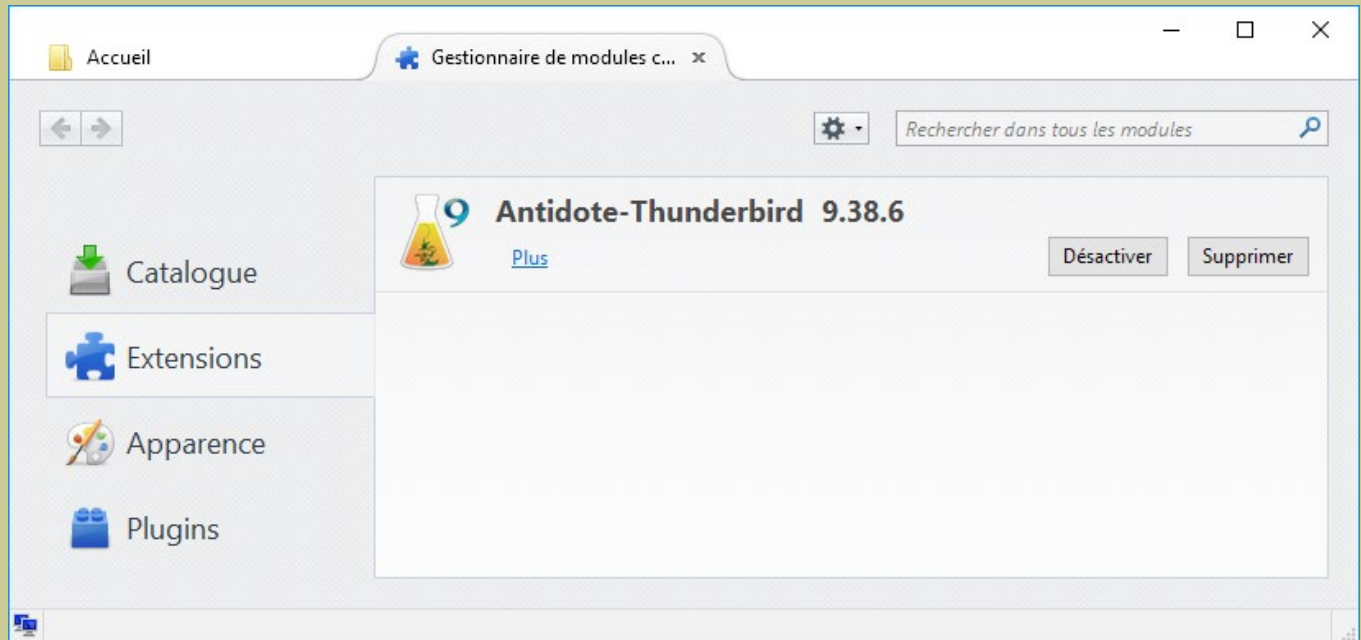 Accueil
Gestionnaire de modules c...
Rechercher dans tous les modules
9
Antidote-Thunderbird 9.38.6
Plus
Désactiver
Supprimer
Catalogue
Extensions
Apparence
Plugins